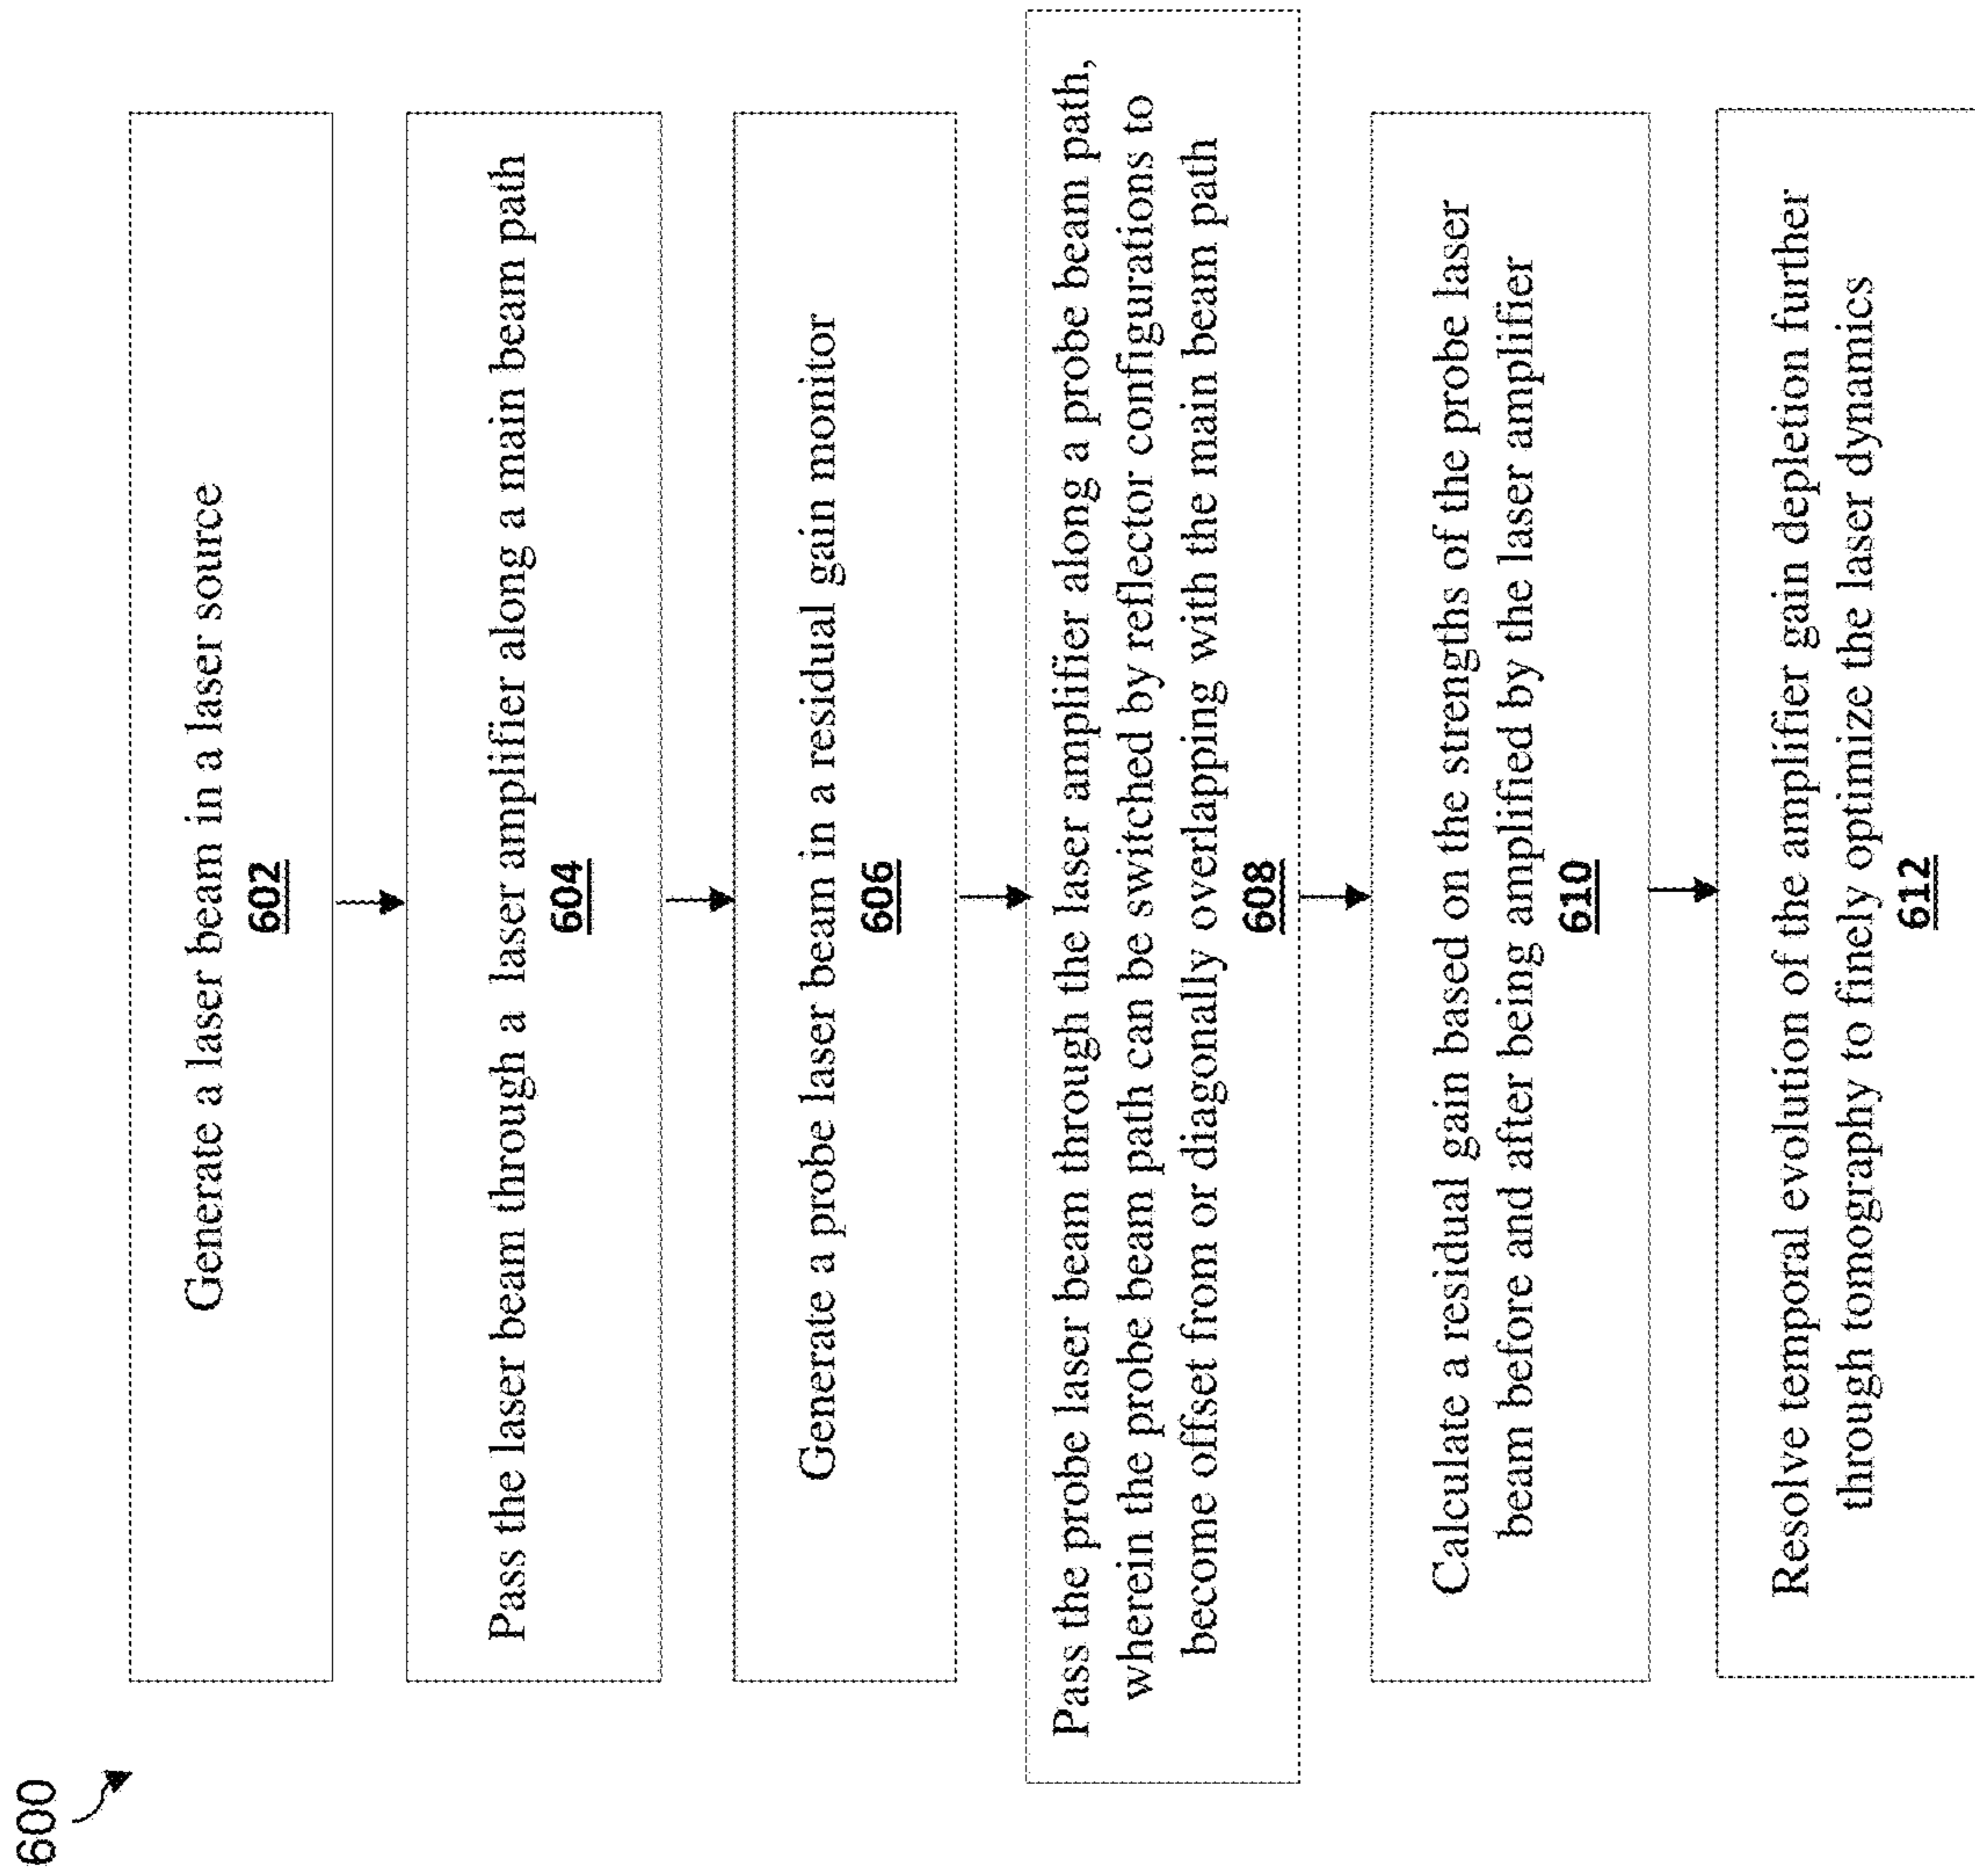 600
Generate a laser beam in a laser source
602
Pass the laser beam through a laser amplifier along a main beam path
604
Generate a probe laser beam in a residual gain monitor
606
Pass the probe laser beam through the laser amplifier along a probe beam path,
wherein the probe beam path can be switched by reflector configurations to
become offset from or diagonally overlapping with the main beam path
608
Calculate a residual gain based on the strengths of the probe laser
beam before and after being amplified by the laser amplifier
610
Resolve temporal evolution of the amplifier gain depletion further
through tomography to finely optimize the laser dynamics
612